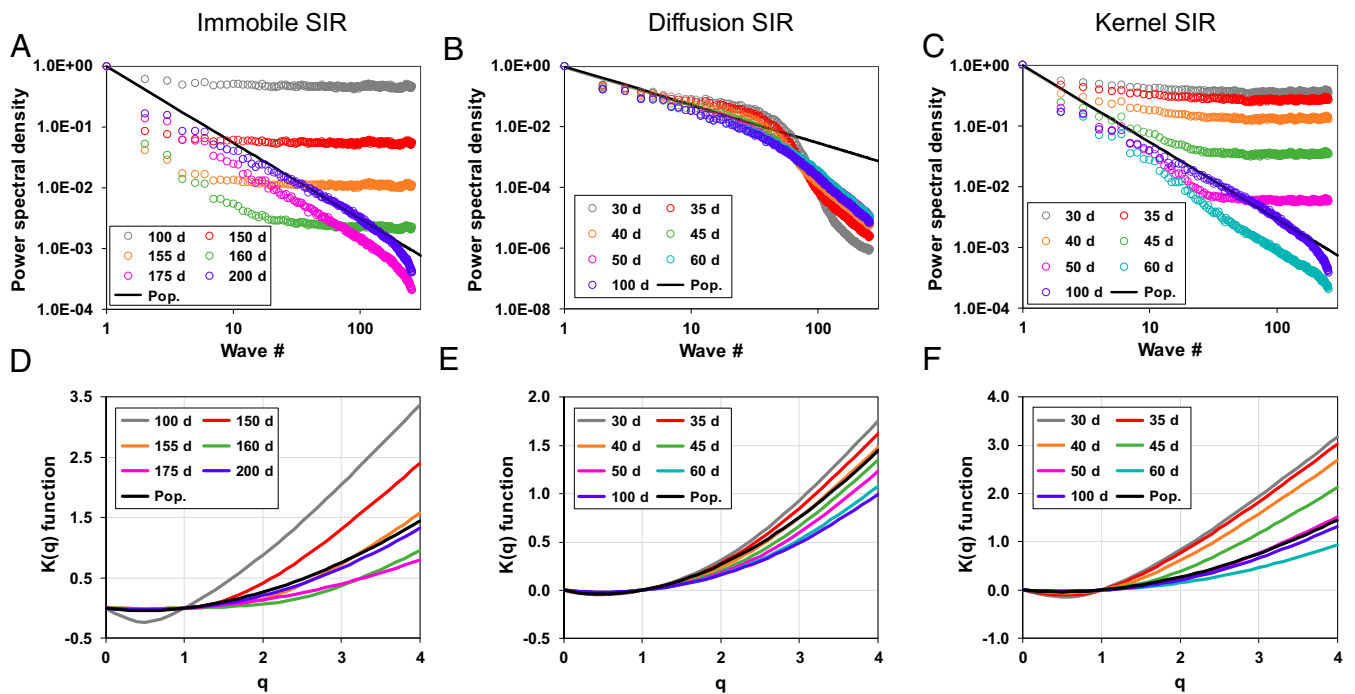 Immobile SIR
Diffusion SIR
Kernel SIR
A
1.0E+00
1.0E-01
1.0E-02
1.0E-03
1.0E-04
Power spectral density
100 d 150 d
155 d 160 d
175 d 200 d
Pop.
1 10 100
Wave #
B
1.0E+00
1.0E-02
1.0E-04
1.0E-06
1.0E-08
Power spectral density
30 d 35 d
40 d 45 d
50 d 60 d
100 d Pop.
1 10 100
Wave #
C
1.0E+00
1.0E-01
1.0E-02
1.0E-03
1.0E-04
Power spectral density
30 d 35 d
40 d 45 d
50 d 60 d
100 d Pop.
1 10 100
Wave #
D
3.5
2.5
1.5
0.5
-0.5
K(q) function
100 d 150 d
155 d 160 d
175 d 200 d
Pop.
0 1 2 3 4
q
E
2.0
1.5
1.0
0.5
0.0
-0.5
K(q) function
30 d 35 d
40 d 45 d
50 d 60 d
100 d Pop.
0 1 2 3 4
q
F
4.0
3.0
2.0
1.0
0.0
-1.0
K(q) function
30 d 35 d
40 d 45 d
50 d 60 d
100 d Pop.
0 1 2 3 4
q